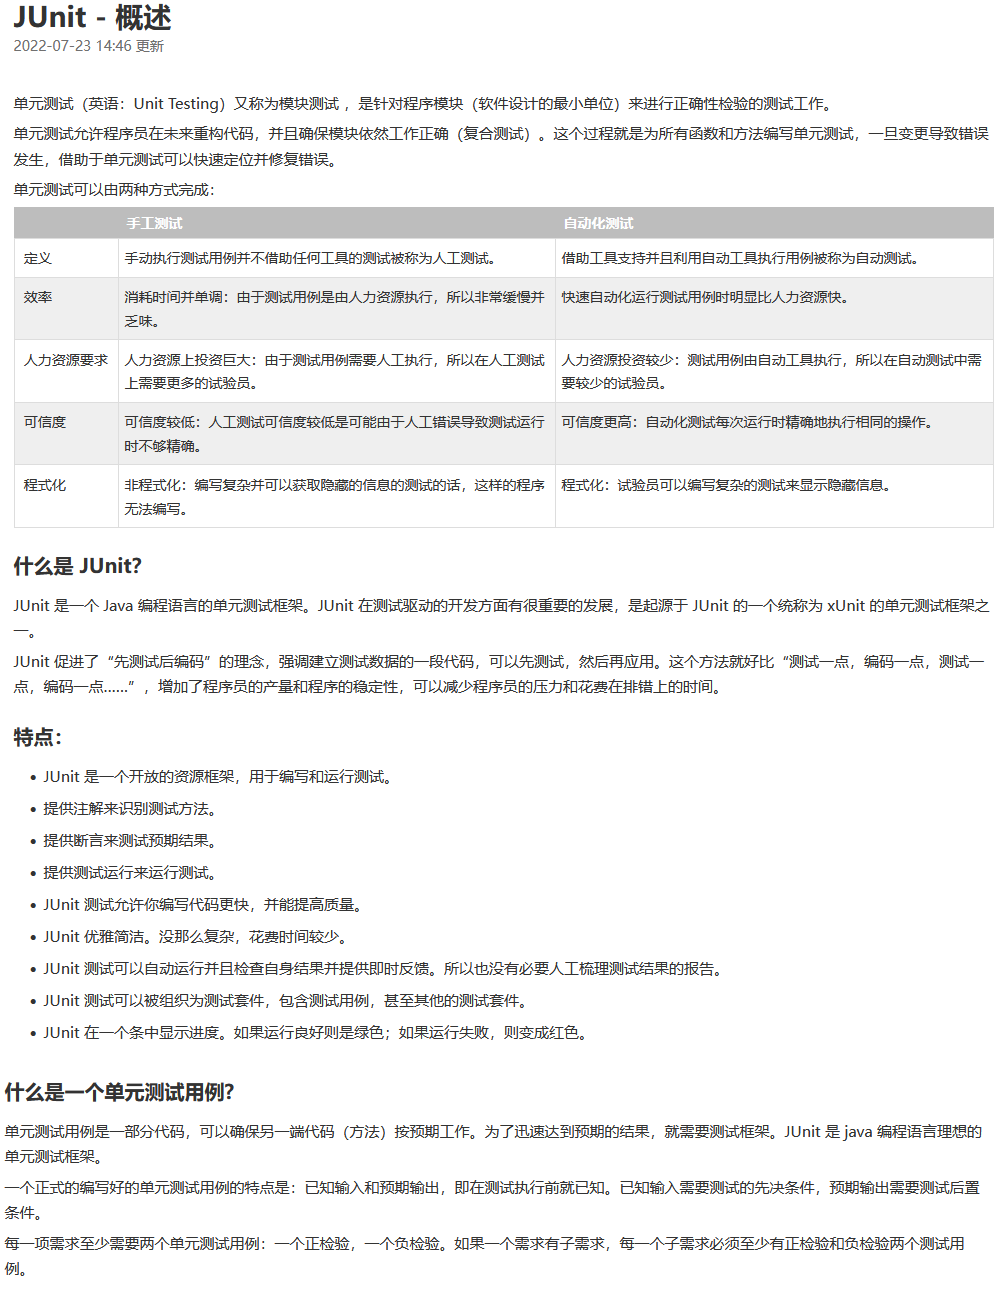 JUnit - 概述
2022-07-23 14:46 更新
单元测试（英语：Unit Testing）又称为模块测试 ，是针对程序模块（软件设计的最小单位）来进行正确性检验的测试工作。
单元测试允许程序员在未来重构代码，并且确保模块依然工作正确（复合测试）。这个过程就是为所有函数和方法编写单元测试，一旦变更导致错误
发生，借助于单元测试可以快速定位并修复错误。
单元测试可以由两种方式完成：
手工测试 自动化测试
定义 手动执行测试用例并不借助任何工具的测试被称为人工测试。 借助工具支持并且利用自动工具执行用例被称为自动测试。
效率 消耗时间并单调：由于测试用例是由人力资源执行，所以非常缓慢并 快速自动化运行测试用例时明显比人力资源快。
乏味。
人力资源要求 人力资源上投资巨大：由于测试用例需要人工执行，所以在人工测试 人力资源投资较少：测试用例由自动工具执行，所以在自动测试中需
上需要更多的试验员。 要较少的试验员。
可信度 可信度较低：人工测试可信度较低是可能由于人工错误导致测试运行 可信度更高：自动化测试每次运行时精确地执行相同的操作。
时不够精确。
程式化 非程式化：编写复杂并可以获取隐藏的信息的测试的话，这样的程序 程式化：试验员可以编写复杂的测试来显示隐藏信息。
无法编写。
什么是 JUnit？
JUnit 是一个 Java 编程语言的单元测试框架。JUnit 在测试驱动的开发方面有很重要的发展，是起源于 JUnit 的一个统称为 xUnit 的单元测试框架之
一。
JUnit 促进了“先测试后编码”的理念，强调建立测试数据的一段代码，可以先测试，然后再应用。这个方法就好比“测试一点，编码一点，测试一
点，编码一点……”，增加了程序员的产量和程序的稳定性，可以减少程序员的压力和花费在排错上的时间。
特点：
• JUnit 是一个开放的资源框架，用于编写和运行测试。
• 提供注解来识别测试方法。
• 提供断言来测试预期结果。
• 提供测试运行来运行测试。
• JUnit 测试允许你编写代码更快，并能提高质量。
• JUnit 优雅简洁。没那么复杂，花费时间较少。
• JUnit 测试可以自动运行并且检查自身结果并提供即时反馈。所以也没有必要人工梳理测试结果的报告。
• JUnit 测试可以被组织为测试套件，包含测试用例，甚至其他的测试套件。
• JUnit 在一个条中显示进度。如果运行良好则是绿色；如果运行失败，则变成红色。
什么是一个单元测试用例？
单元测试用例是一部分代码，可以确保另一端代码（方法）按预期工作。为了迅速达到预期的结果，就需要测试框架。JUnit 是 java 编程语言理想的
单元测试框架。
一个正式的编写好的单元测试用例的特点是：已知输入和预期输出，即在测试执行前就已知。已知输入需要测试的先决条件，预期输出需要测试后置
条件。
每一项需求至少需要两个单元测试用例：一个正检验，一个负检验。如果一个需求有子需求，每一个子需求必须至少有正检验和负检验两个测试用
例。